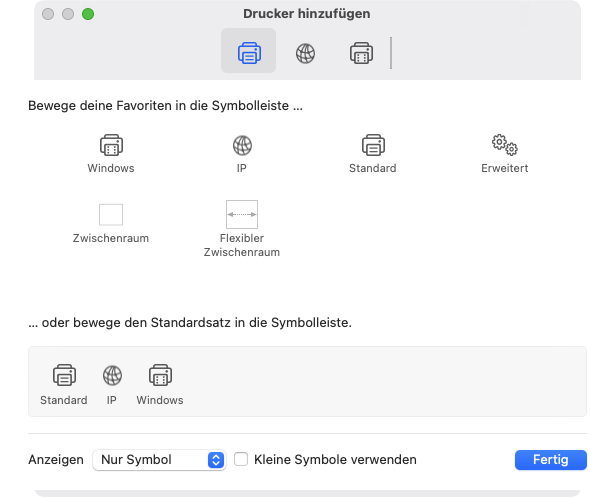 Drucker hinzufügen
Bewege deine Favoriten in die Symbolleiste ...
Windows
IP
Standard
Erweitert
Zwischenraum
Flexibler
Zwischenraum
... oder bewege den Standardsatz in die Symbolleiste.
Standard
IP
Windows
Anzeigen
Nur Symbol
Kleine Symbole verwenden
Fertig